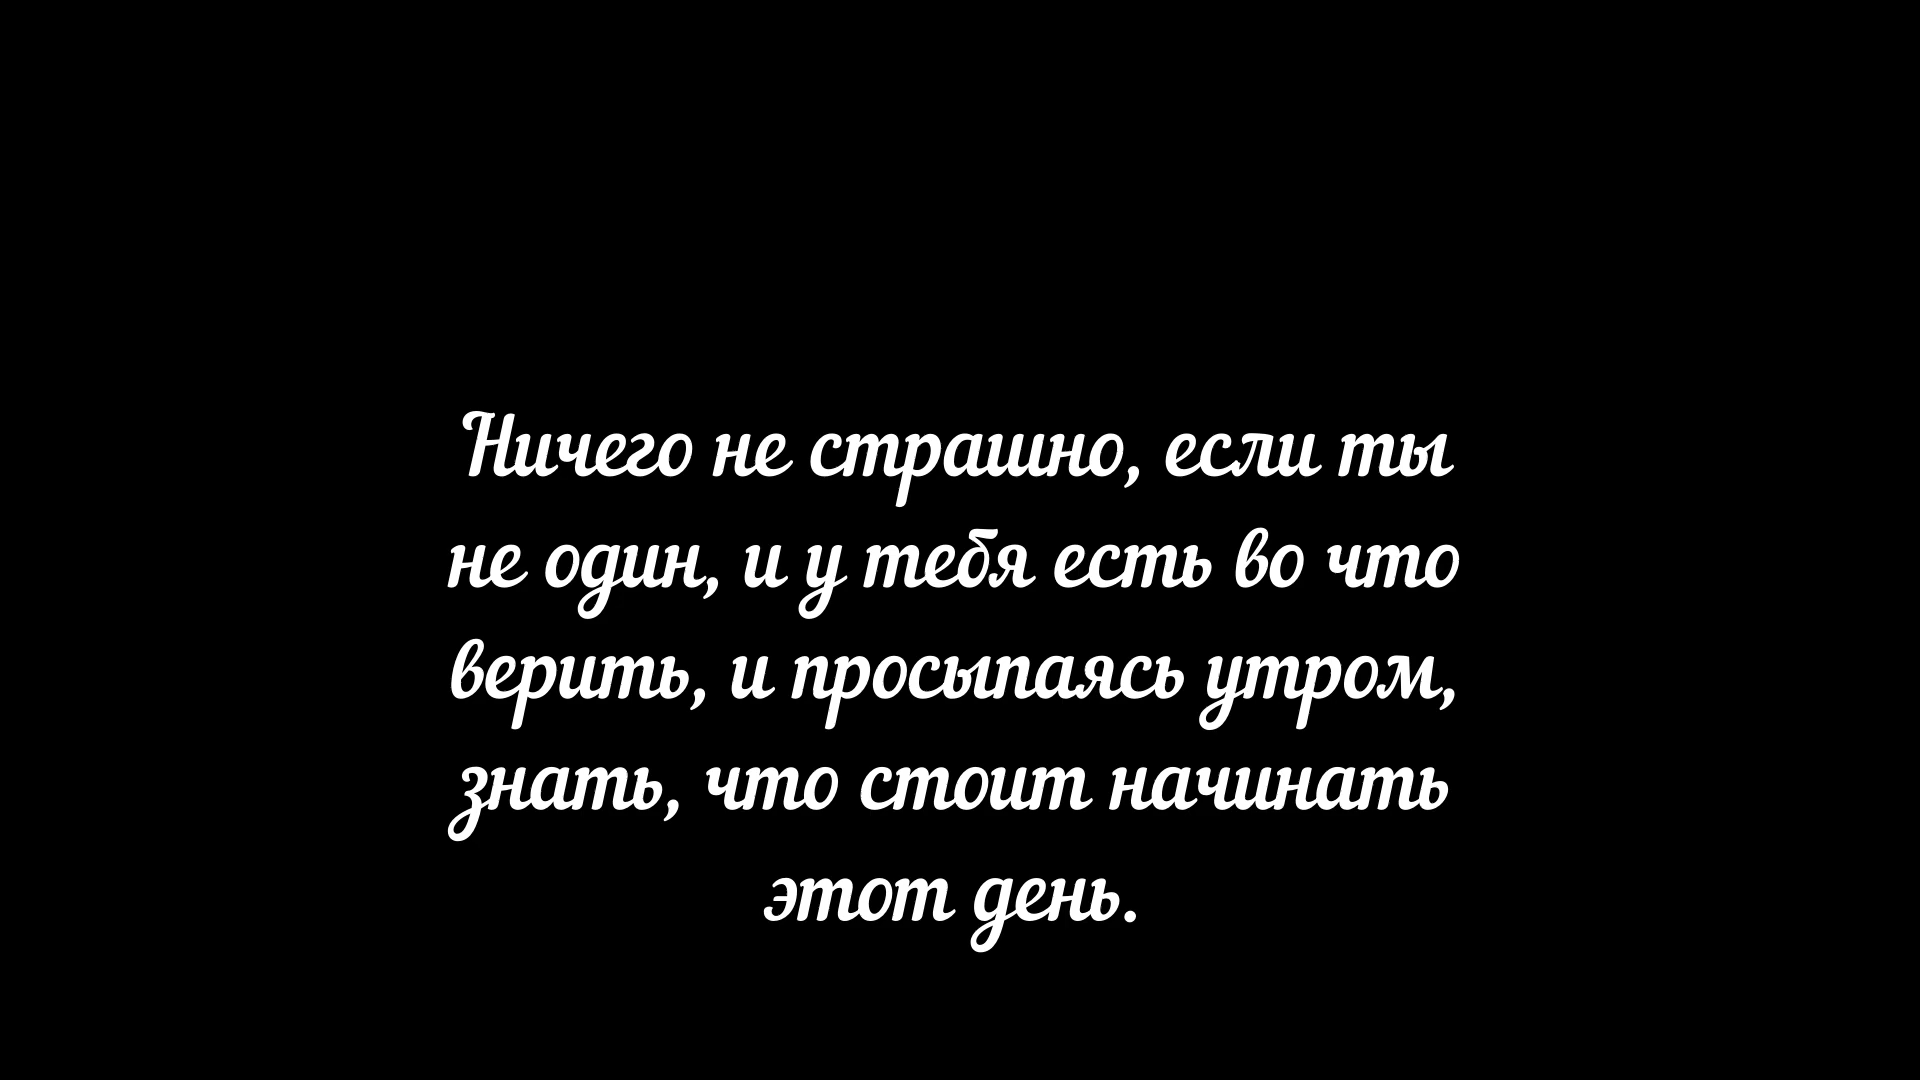 Ничего не страшно, если ты
не один, и у тебя есть во что
верить, и просыпаясь утром,
знать, что стоит начинать
этот день.